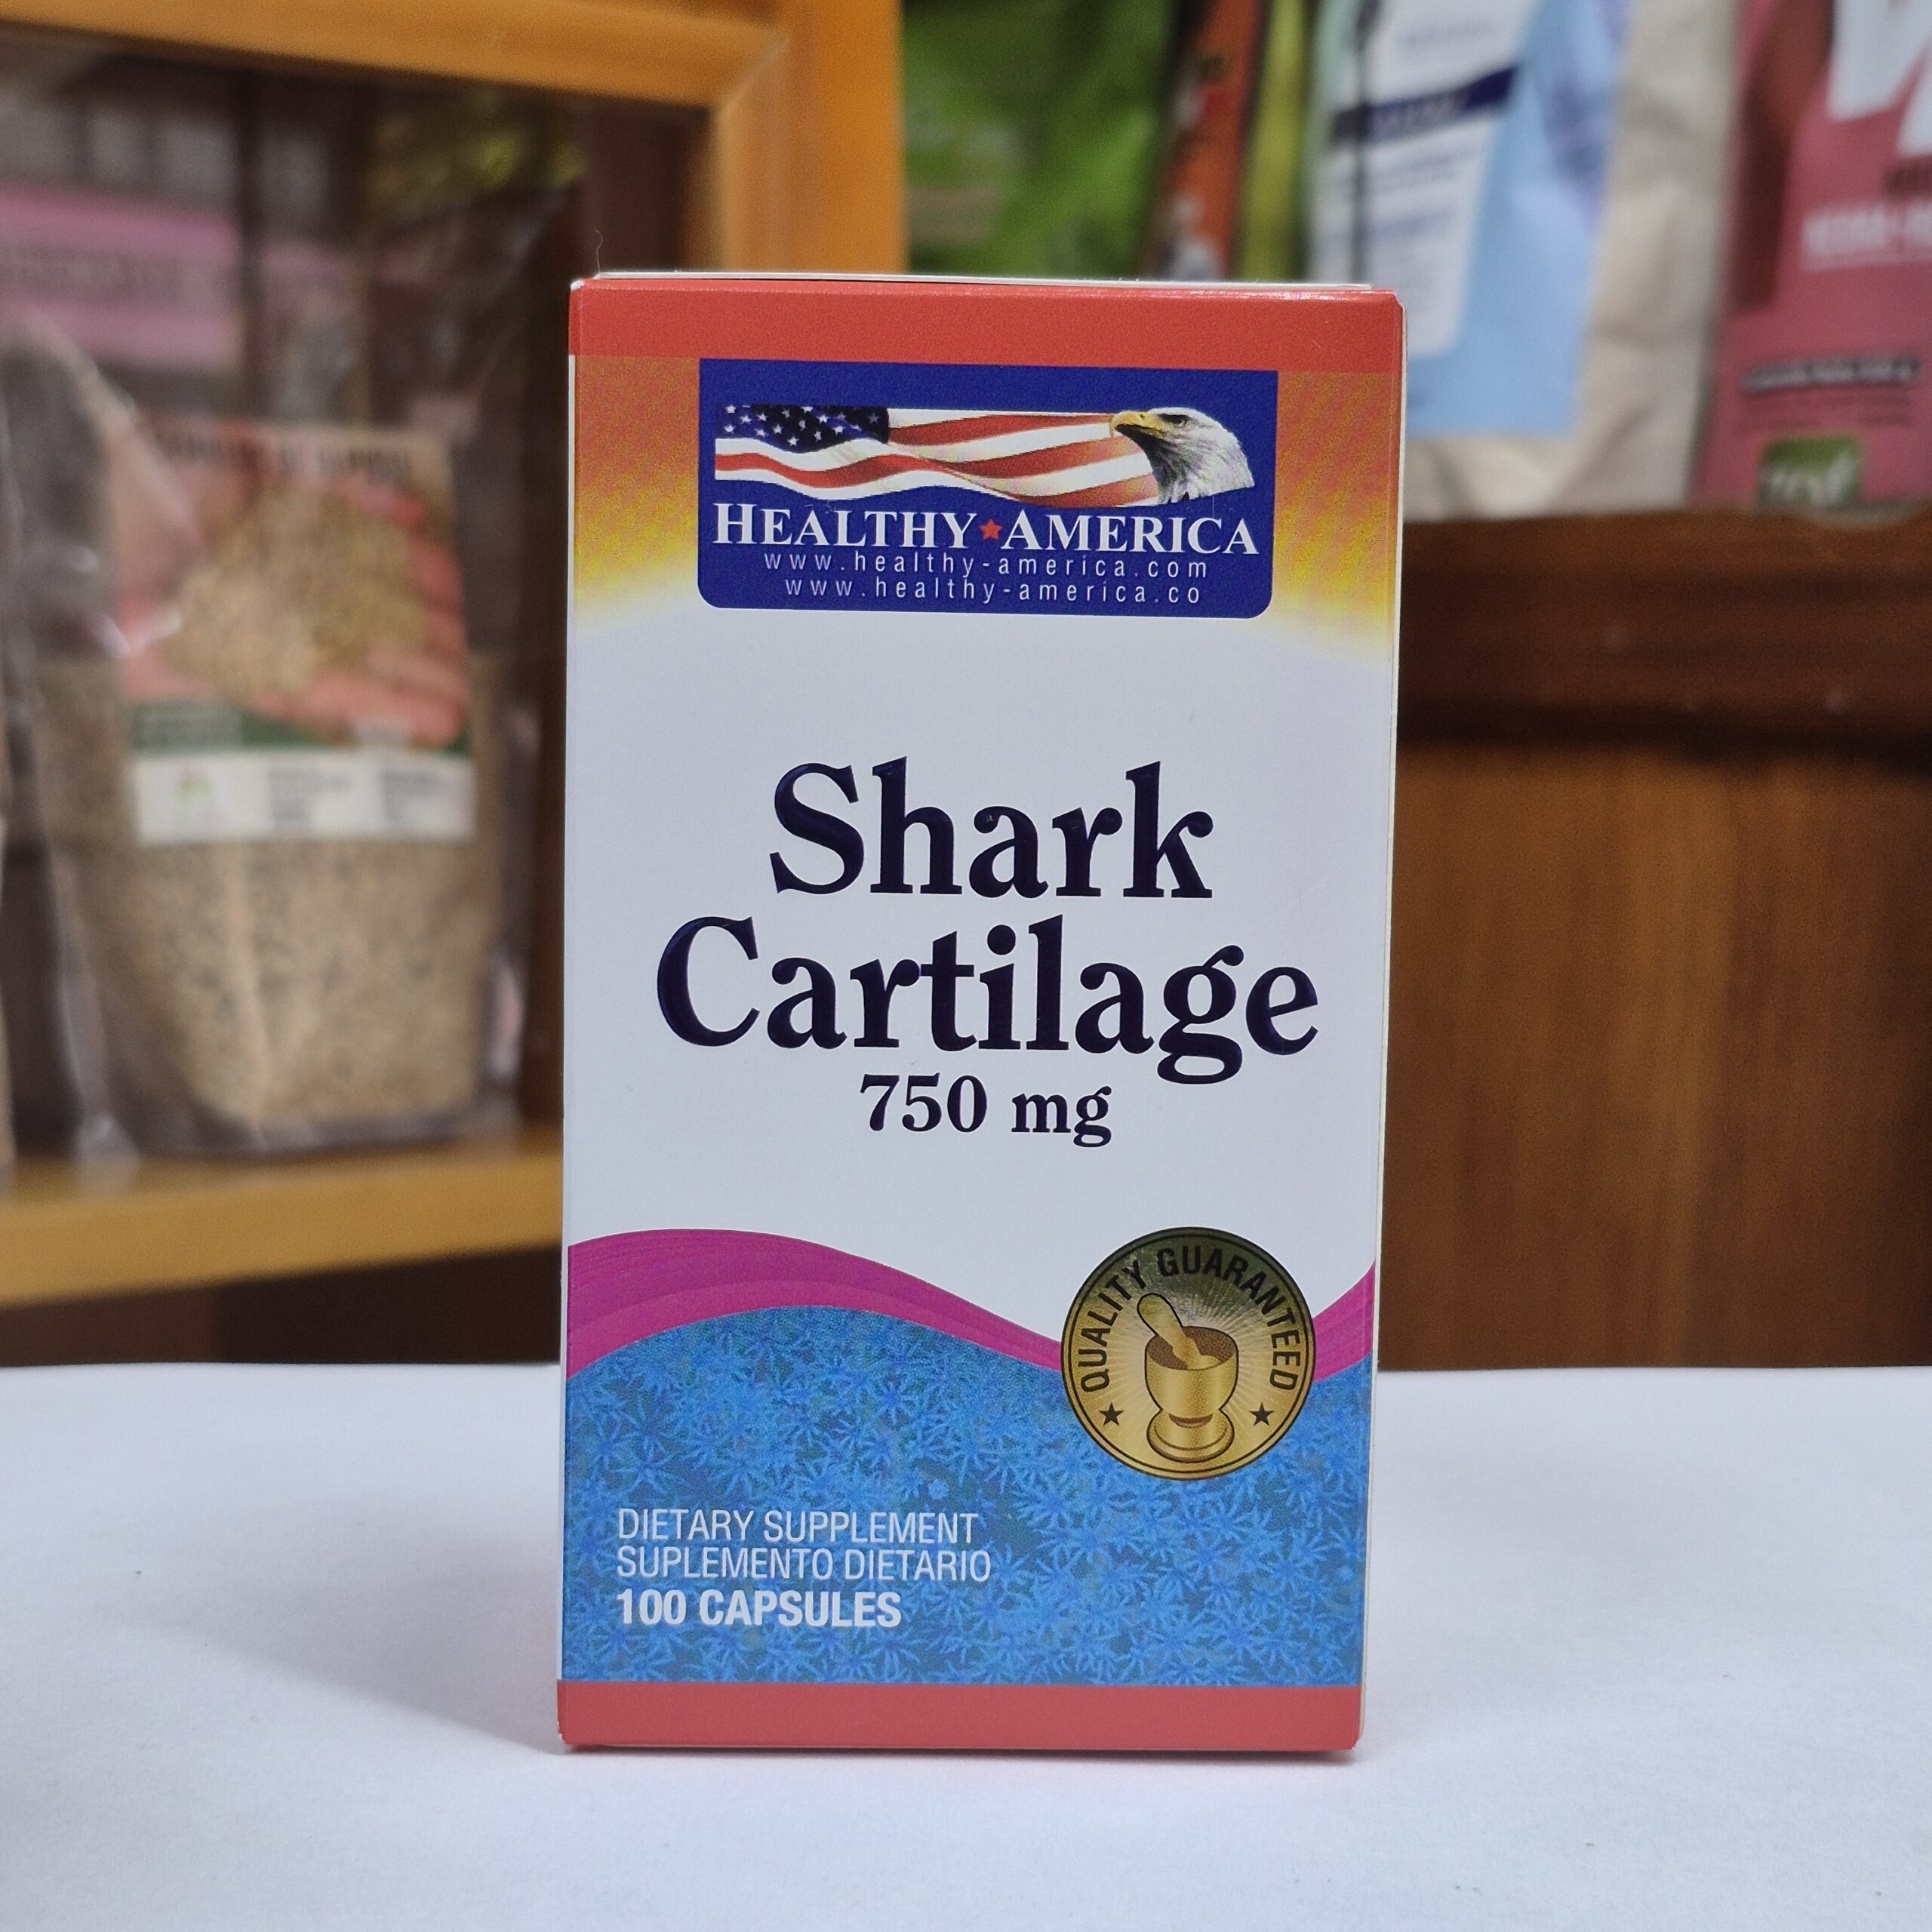 HEALTHY★AMERICA
www.healthy-america.com
www.healthy-america.co
Shark
Cartilage
750 mg
QUALITY GUARANTEED
DIETARY SUPPLEMENT
SUPLEMENTO DIETARIO
100 CAPSULES